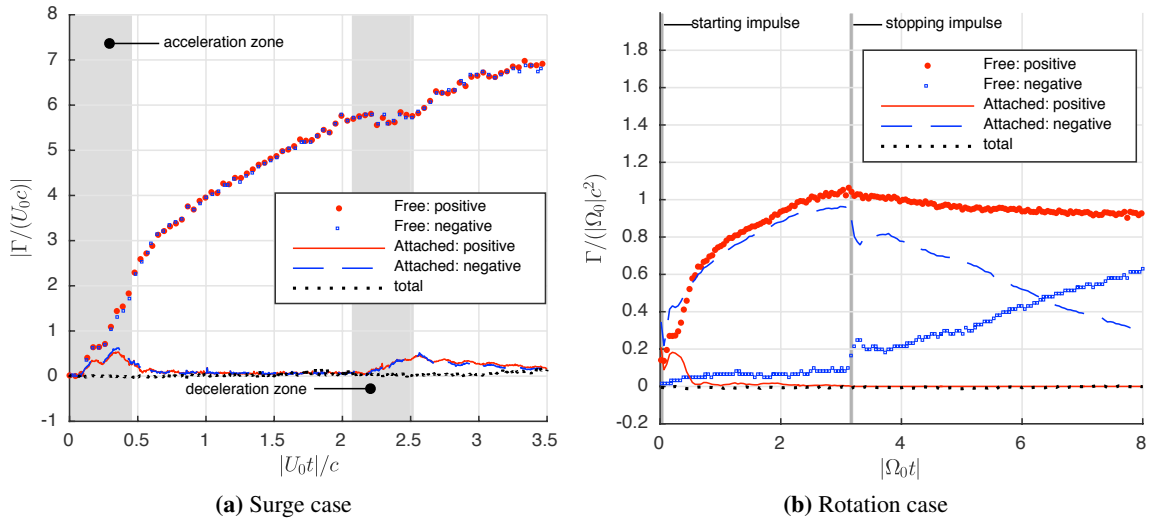 8
7
6
5
4
3
2
1
0
-1
|Γ/(U₀c)|
acceleration zone
Free: positive
Free: negative
Attached: positive
Attached: negative
total
deceleration zone
0 0.5 1 1.5 2 2.5 3 3.5
|U₀t|/c
(a) Surge case
starting impulse stopping impulse
1.8
1.6
1.4
1.2
1
0.8
0.6
0.4
0.2
0
-0.2
Γ/(|Ω₀|c²)
Free: positive
Free: negative
Attached: positive
Attached: negative
total
0 2 4 6 8
|Ω₀t|
(b) Rotation case